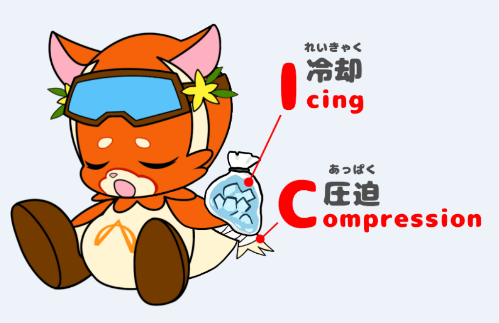 れいきゃく
冷却
Icing
あっぱく
圧迫
Compression